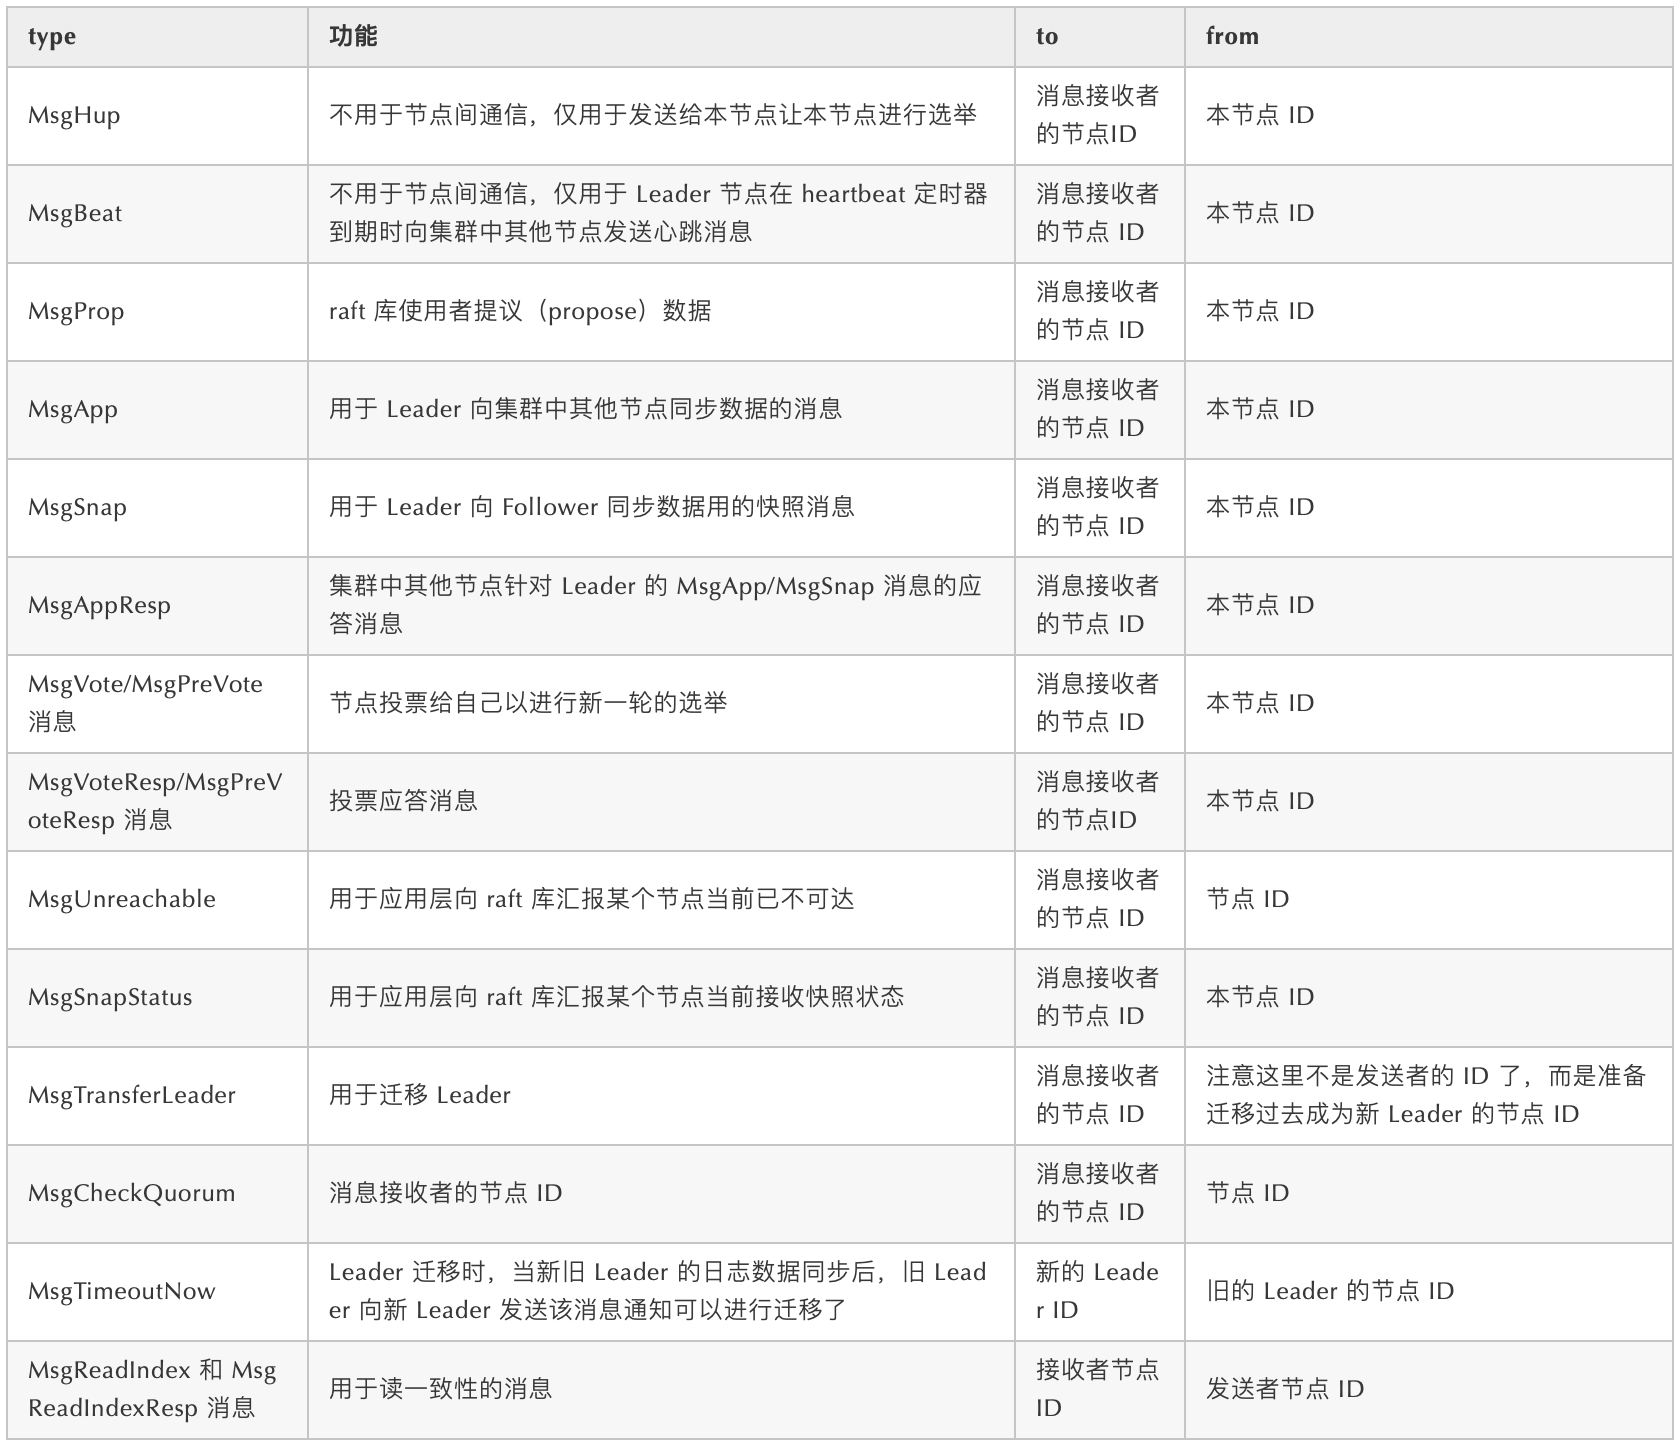 type 功能 to from
MsgHup 不用于节点间通信，仅用于发送给本节点让本节点进行选举 消息接收者
的节点ID 本节点 ID
MsgBeat 不用于节点间通信，仅用于 Leader 节点在 heartbeat 定时器
到期时向集群中其他节点发送心跳消息 消息接收者
的节点 ID 本节点 ID
MsgProp raft 库使用者提议（propose）数据 消息接收者
的节点 ID 本节点 ID
MsgApp 用于 Leader 向集群中其他节点同步数据的消息 消息接收者
的节点 ID 本节点 ID
MsgSnap 用于 Leader 向 Follower 同步数据用的快照消息 消息接收者
的节点 ID 本节点 ID
MsgAppResp 集群中其他节点针对 Leader 的 MsgApp/MsgSnap 消息的应
答消息 消息接收者
的节点 ID 本节点 ID
MsgVote/MsgPreVote
消息 节点投票给自己以进行新一轮的选举 消息接收者
的节点 ID 本节点 ID
MsgVoteResp/MsgPreV
oteResp 消息 投票应答消息 消息接收者
的节点ID 本节点 ID
MsgUnreachable 用于应用层向 raft 库汇报某个节点当前已不可达 消息接收者
的节点 ID 节点 ID
MsgSnapStatus 用于应用层向 raft 库汇报某个节点当前接收快照状态 消息接收者
的节点 ID 本节点 ID
MsgTransferLeader 用于迁移 Leader 消息接收者
的节点 ID 注意这里不是发送者的 ID 了，而是准备
迁移过去成为新 Leader 的节点 ID
MsgCheckQuorum 消息接收者的节点 ID 消息接收者
的节点 ID 节点 ID
MsgTimeoutNow Leader 迁移时，当新旧 Leader 的日志数据同步后，旧 Lead
er 向新 Leader 发送该消息通知可以进行迁移了 新的 Leade
r ID 旧的 Leader 的节点 ID
MsgReadIndex 和 Msg
ReadIndexResp 消息 用于读一致性的消息 接收者节点
ID 发送者节点 ID